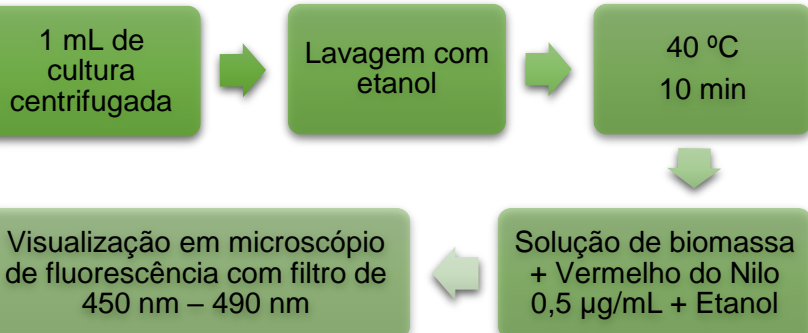 1 mL de
cultura
centrifugada
Lavagem com
etanol
40 ºC
10 min
Solução de biomassa
+ Vermelho do Nilo
0,5 µg/mL + Etanol
Visualização em microscópio
de fluorescência com filtro de
450 nm – 490 nm